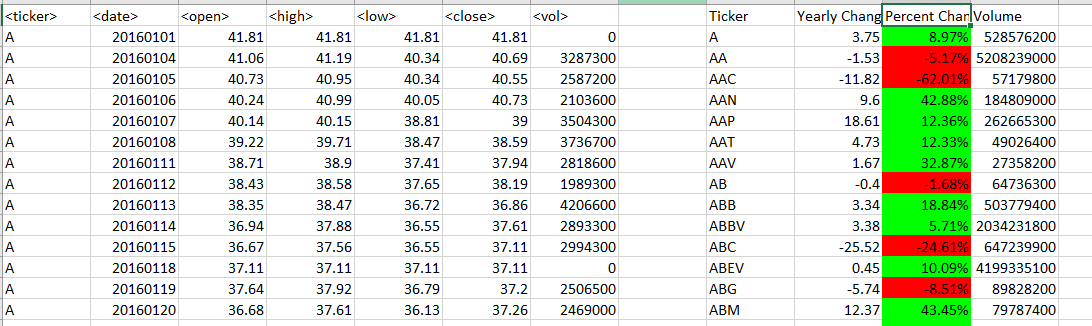 <ticker> <date> <open> <high> <low> <close> <vol> Ticker Yearly Chang Percent Chan Volume
A 20160101 41.81 41.81 41.81 41.81 0 A 3.75 8.97% 528576200
A 20160104 41.06 41.19 40.34 40.69 3287300 AA -1.53 -5.17% 5208239000
A 20160105 40.73 40.95 40.34 40.55 2587200 AAC -11.82 -62.01% 57179800
A 20160106 40.24 40.99 40.05 40.73 2103600 AAN 9.6 42.88% 184809000
A 20160107 40.14 40.15 38.81 39 3504300 AAP 18.61 12.36% 262665300
A 20160108 39.22 39.71 38.47 38.59 3736700 AAT 4.73 12.33% 49026400
A 20160111 38.71 38.9 37.41 37.94 2818600 AAV 1.67 32.87% 27358200
A 20160112 38.43 38.58 37.65 38.19 1989300 AB -0.4 -1.68% 64736300
A 20160113 38.35 38.47 36.72 36.86 4206600 ABB 3.34 18.84% 503779400
A 20160114 36.94 37.88 36.55 37.61 2893300 ABBV 3.38 5.71% 2034231800
A 20160115 36.67 37.56 36.55 37.11 2994300 ABC -25.52 -24.61% 647239900
A 20160118 37.11 37.11 37.11 37.11 0 ABEV 0.45 10.09% 4199335100
A 20160119 37.64 37.92 36.79 37.2 2506500 ABG -5.74 -8.51% 89828200
A 20160120 36.68 37.61 36.13 37.26 2469000 ABM 12.37 43.45% 79787400